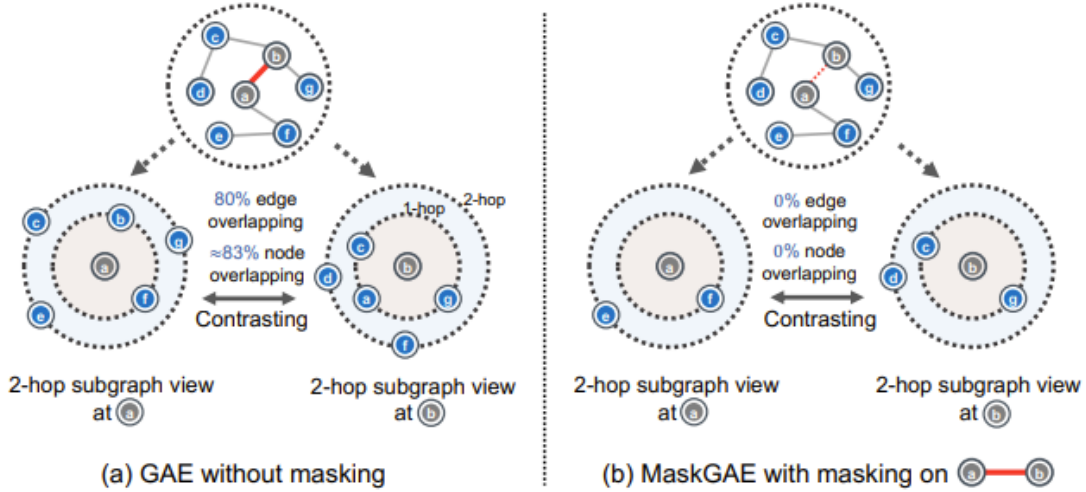 c
b
d
a
g
e
f
80% edge
overlapping
≈83% node
overlapping
Contrasting
c
b
g
a
f
e
1-hop
2-hop
c
d
b
a
g
f
2-hop subgraph view
at a
2-hop subgraph view
at b
(a) GAE without masking
c
b
d
a
g
e
f
0% edge
overlapping
0% node
overlapping
Contrasting
a
f
e
c
d
b
g
2-hop subgraph view
at a
2-hop subgraph view
at b
(b) MaskGAE with masking on a b